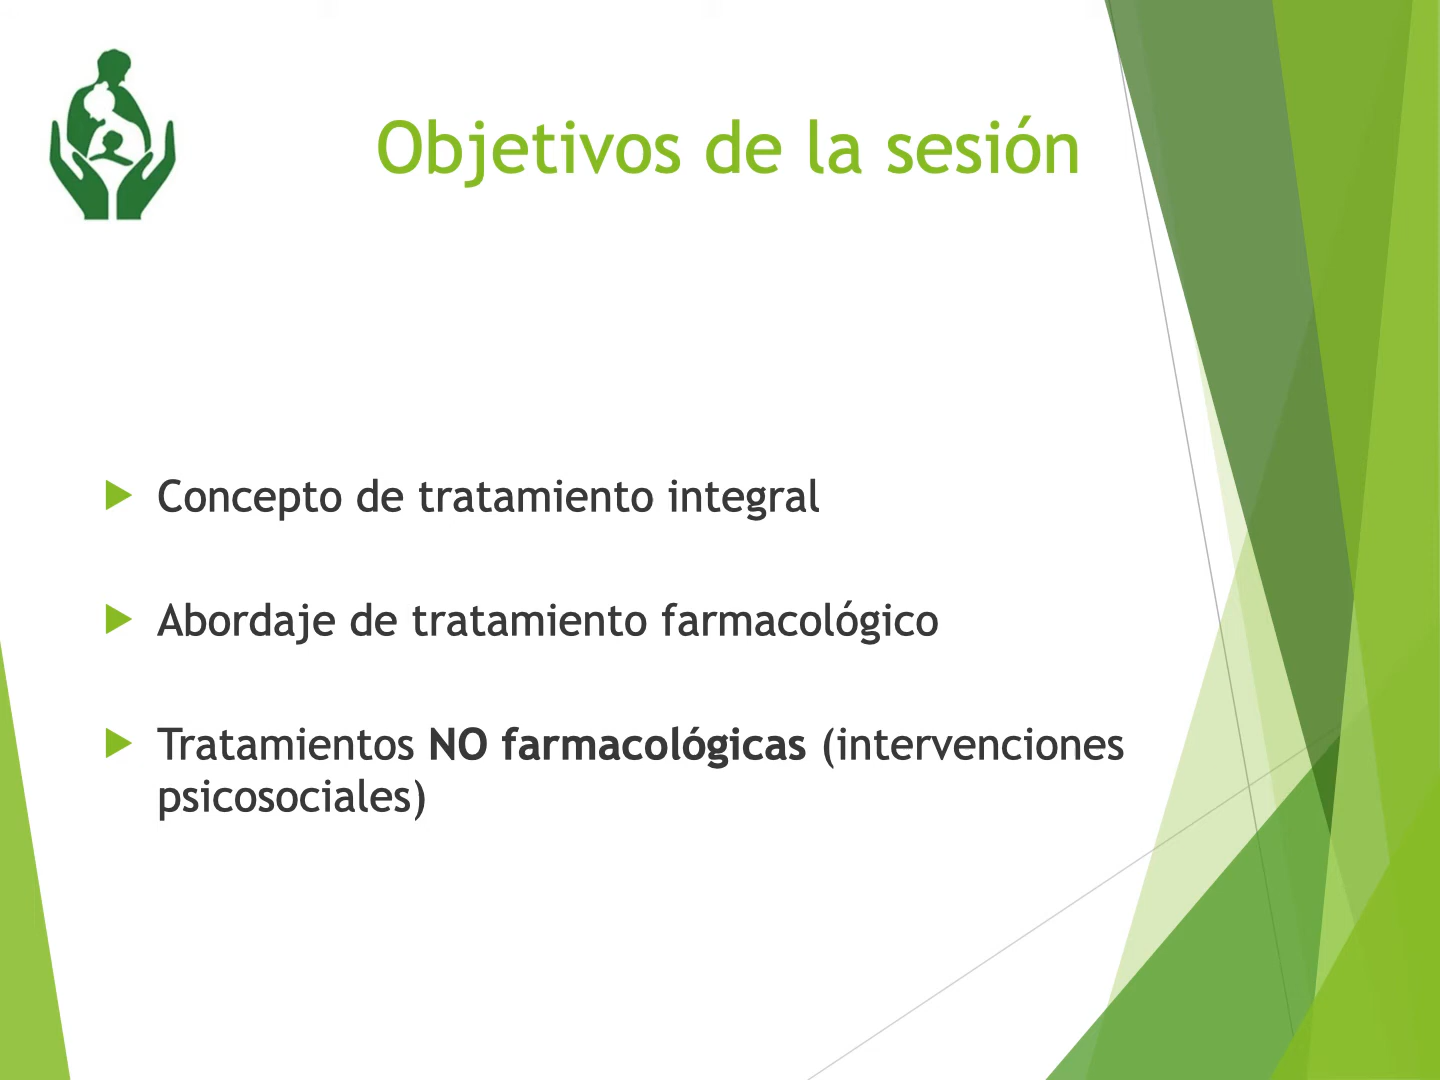 Objetivos de la sesión
Concepto de tratamiento integral
Abordaje de tratamiento farmacológico
Tratamientos NO farmacológicas (intervenciones
psicosociales)